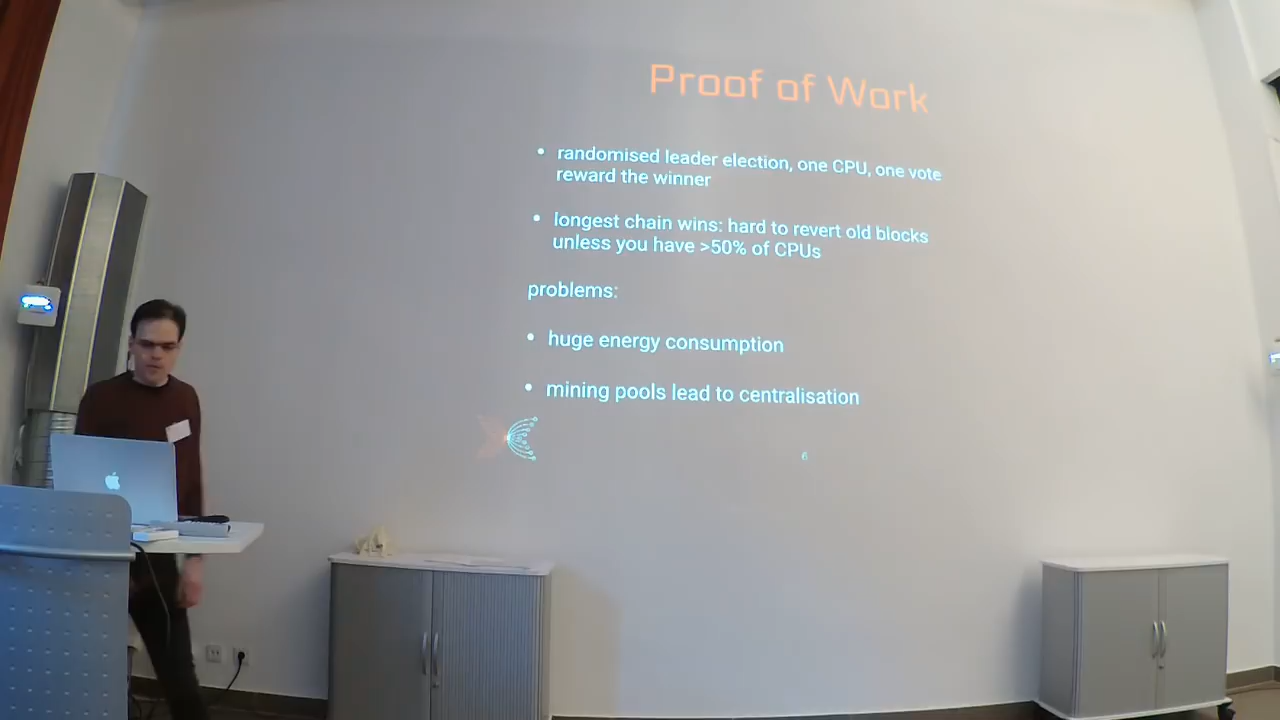 Proof of Work
• randomised leader election, one CPU, one vote
reward the winner
• longest chain wins: hard to revert old blocks
unless you have >50% of CPUs
problems:
• huge energy consumption
• mining pools lead to centralisation
6